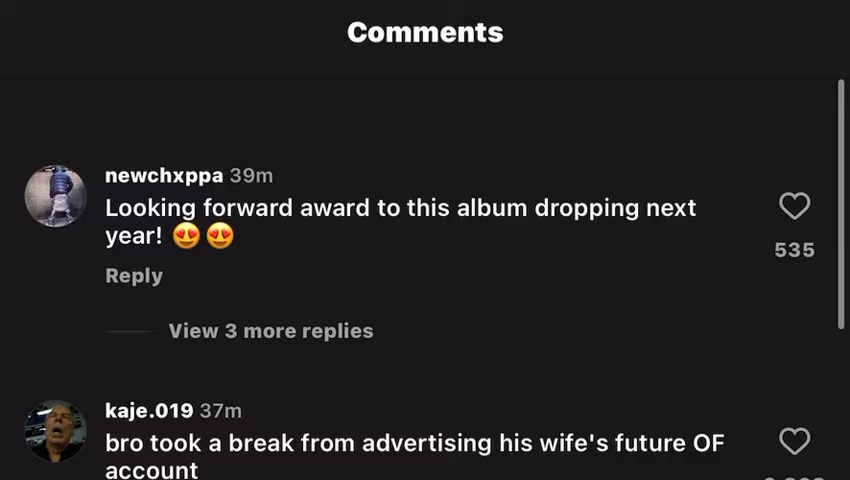 Comments
newchxppa 39m
Looking forward award to this album dropping next
year! 😍😍
535
Reply
View 3 more replies
kaje.019 37m
bro took a break from advertising his wife's future OF
account